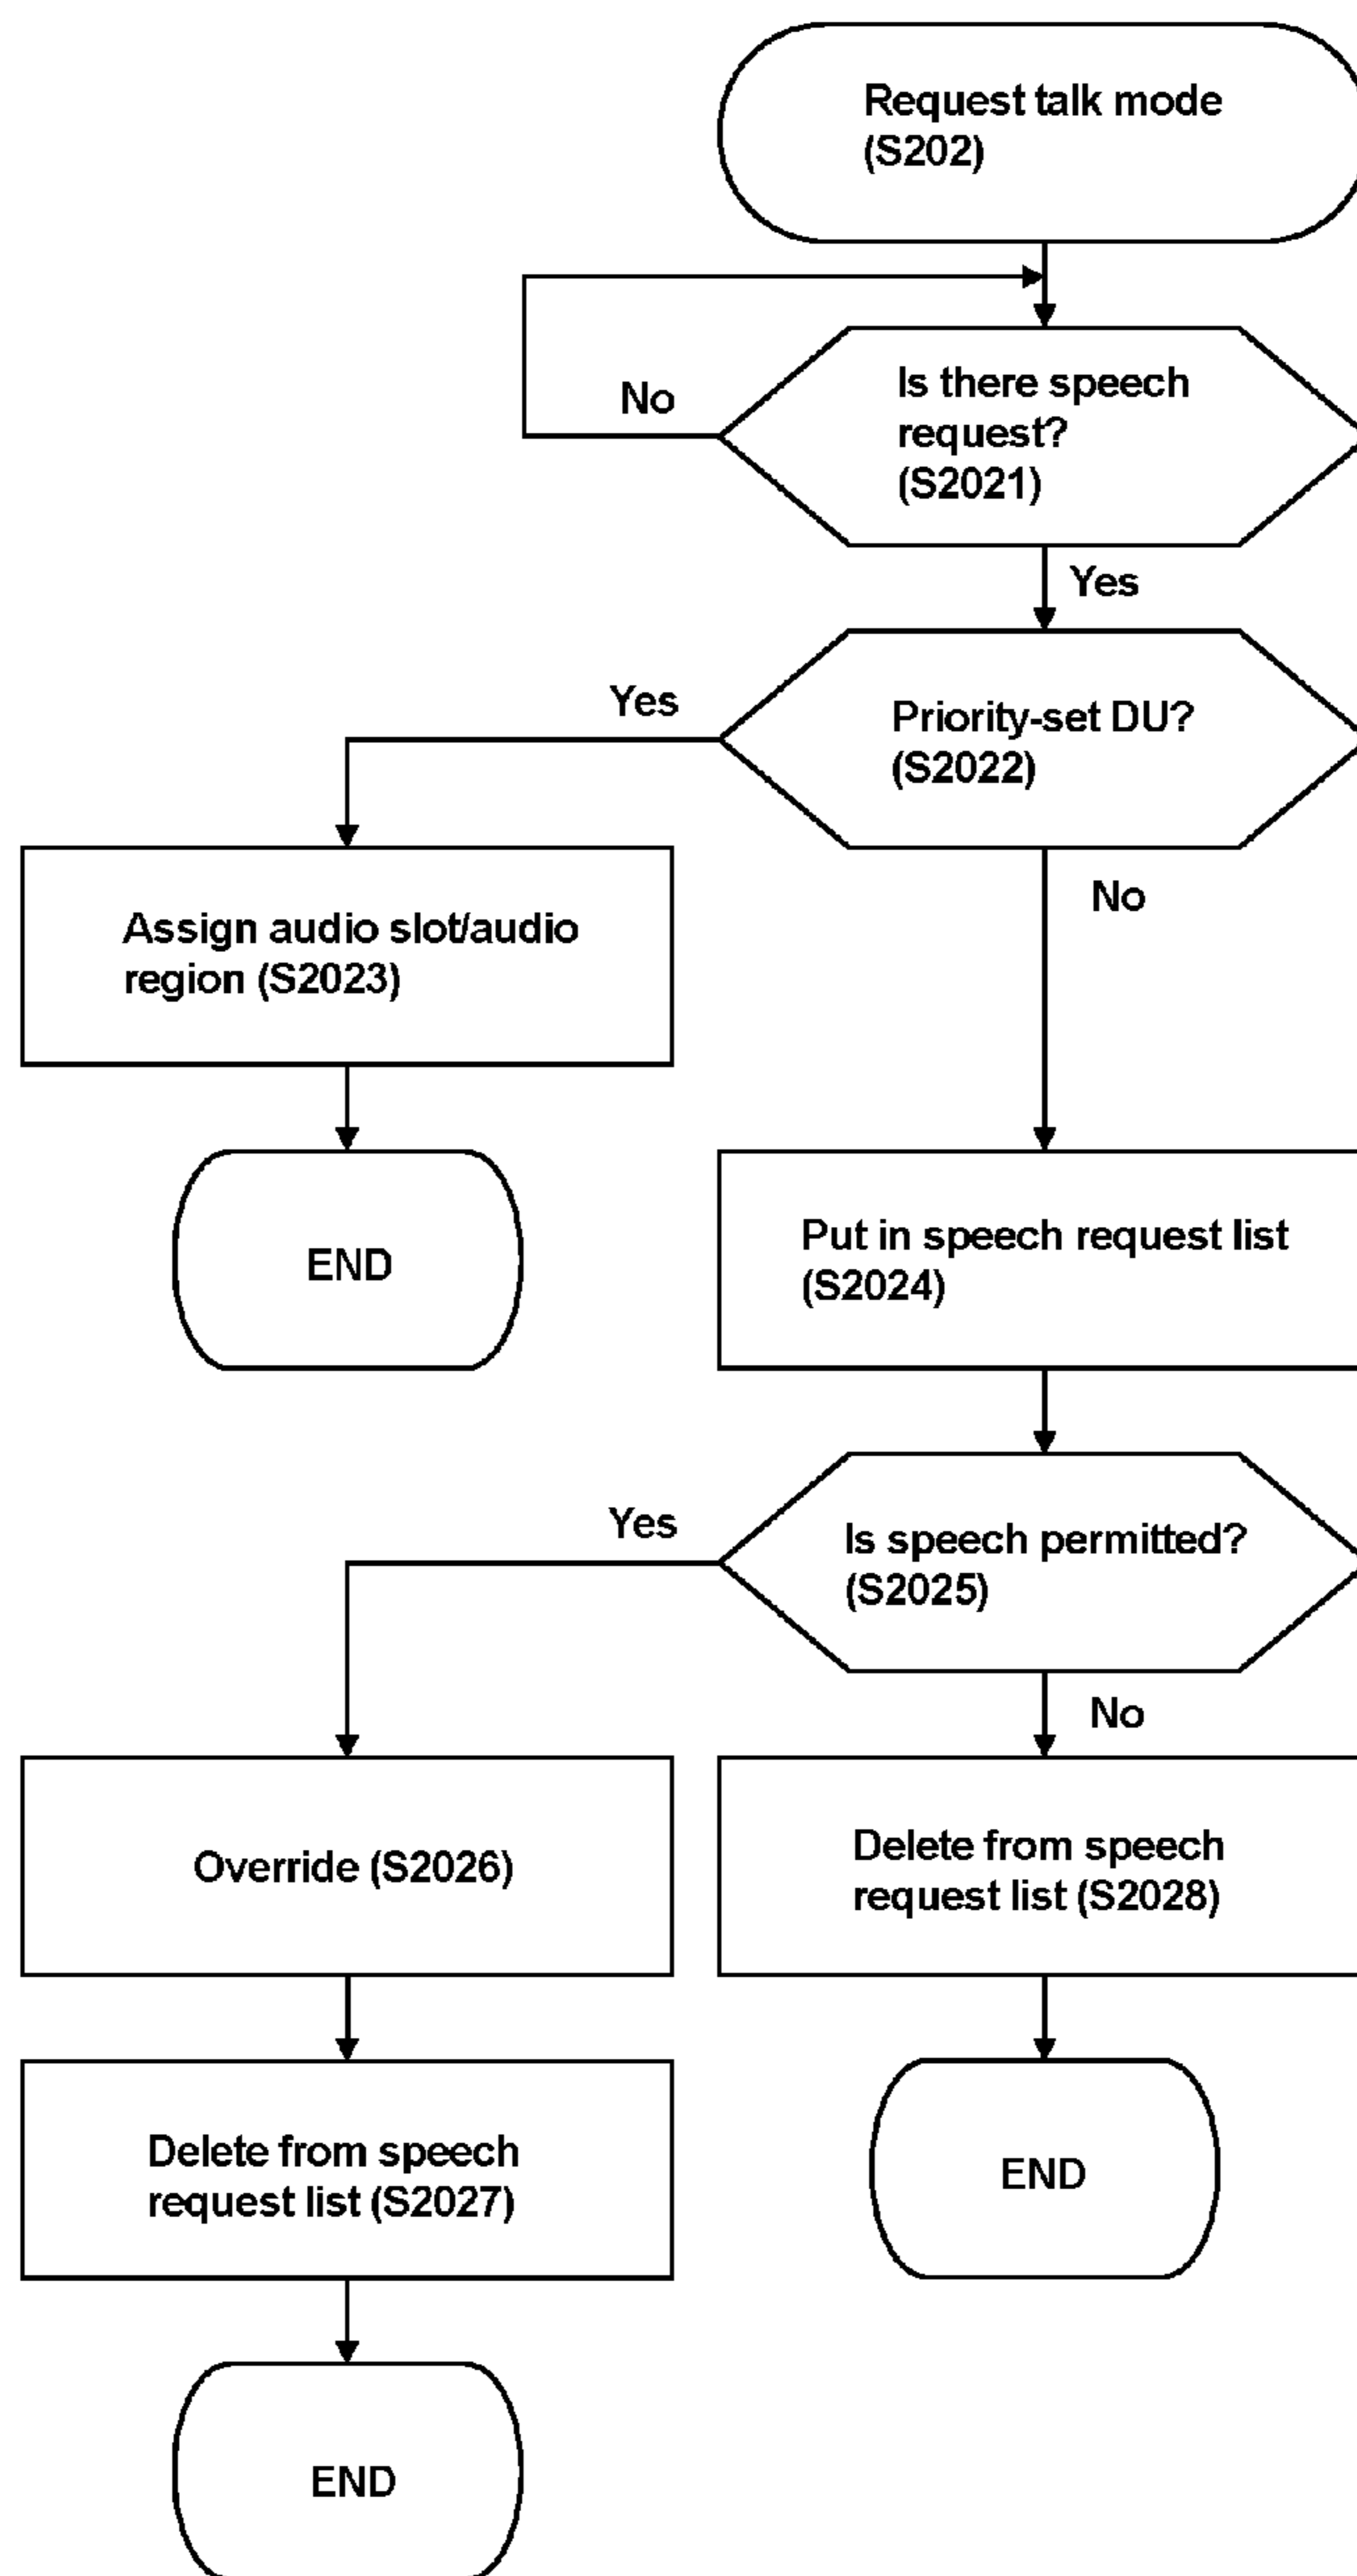 Request talk mode
(S202)
Is there speech
request?
(S2021)
No
Yes
Priority-set DU?
(S2022)
Yes
No
Assign audio slot/audio
region (S2023)
END
Put in speech request list
(S2024)
Is speech permitted?
(S2025)
Yes
No
Override (S2026)
Delete from speech
request list (S2028)
Delete from speech
request list (S2027)
END
END